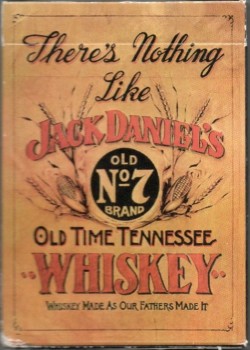 There's Nothing
Like
JACK DANIEL'S
OLD
No 7
BRAND
OLD TIME TENNESSEE
WHISKEY
WHISKEY MADE AS OUR FATHERS MADE IT